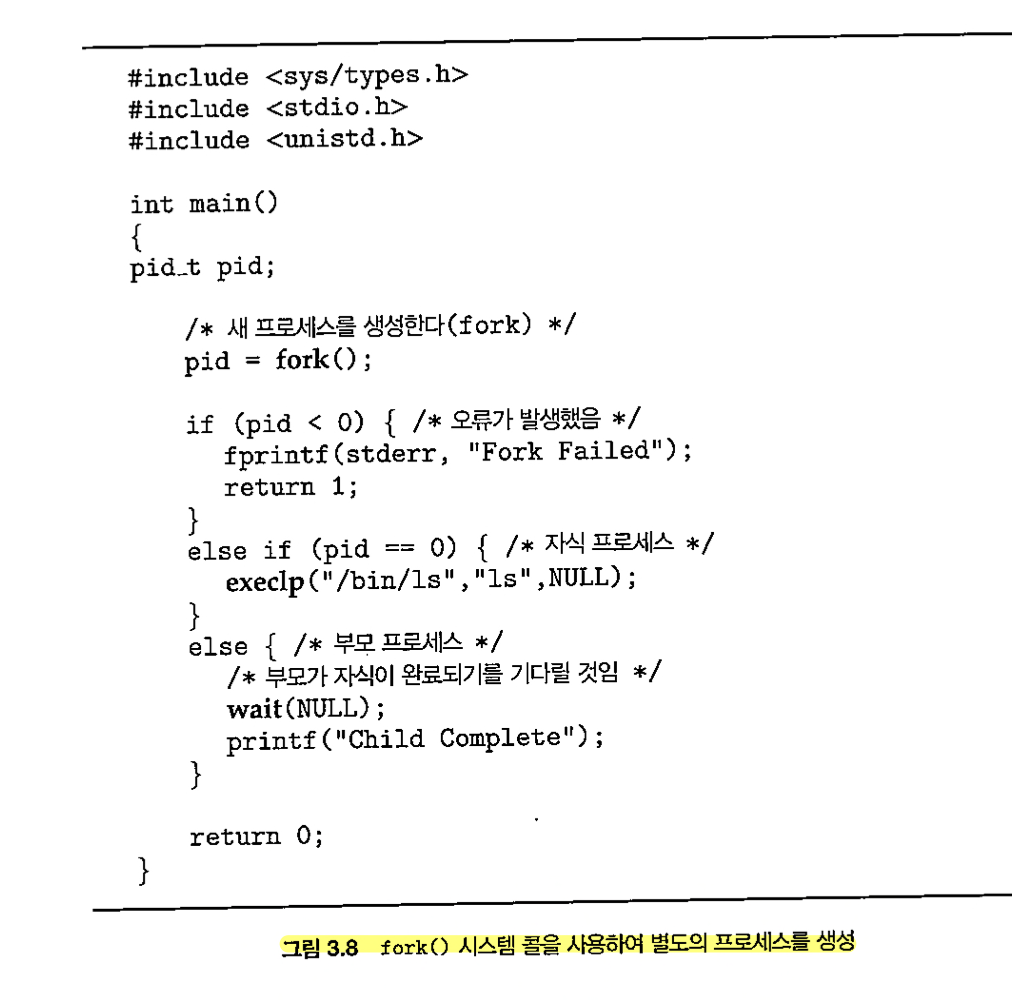 #include <sys/types.h>
#include <stdio.h>
#include <unistd.h>
int main()
{
pid_t pid;
/* 새 프로세스를 생성한다(fork) */
pid = fork();
if (pid < 0) { /* 오류가 발생했음 */
fprintf(stderr, "Fork Failed");
return 1;
}
else if (pid == 0) { /* 자식 프로세스 */
execlp("/bin/ls","ls",NULL);
}
else { /* 부모 프로세스 */
/* 부모가 자식이 완료되기를 기다릴 것임 */
wait(NULL);
printf("Child Complete");
}
return 0;
}
그림 3.8 fork() 시스템 콜을 사용하여 별도의 프로세스를 생성